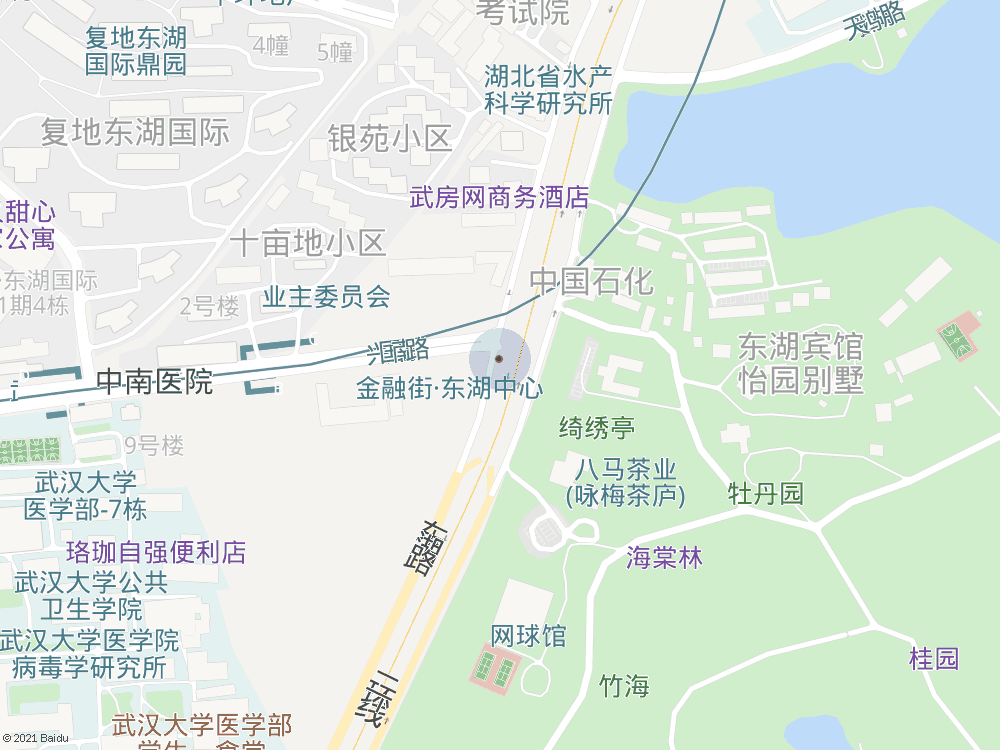 考试院
天鹅路
复地东湖
国际鼎园
4幢
5幢
湖北省水产
科学研究所
复地东湖国际
银苑小区
武房网商务酒店
甜心
公寓
十亩地小区
东湖国际
1期4栋
2号楼
业主委员会
中国石化
兴国南路
东湖宾馆
怡园别墅
中南医院
金融街·东湖中心
9号楼
绮绣亭
武汉大学
医学部-7栋
八马茶业
(咏梅茶庐)
牡丹园
东湖路
珞珈自强便利店
海棠林
武汉大学公共
卫生学院
网球馆
武汉大学医学院
病毒学研究所
桂园
竹海
二环线
武汉大学医学部
© 2021 Baidu